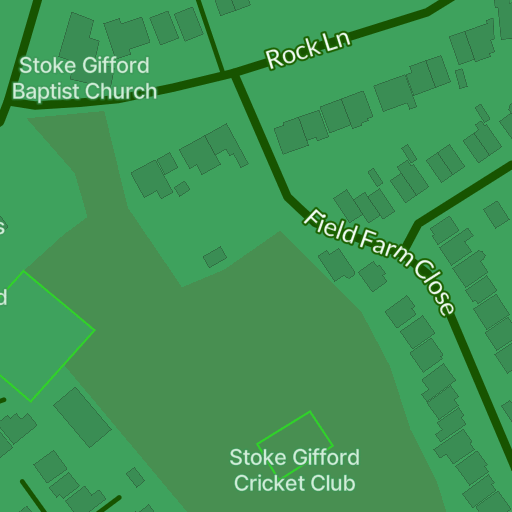 Rock Ln
Stoke Gifford
Baptist Church
Field Farm Close
s
d
Stoke Gifford
Cricket Club